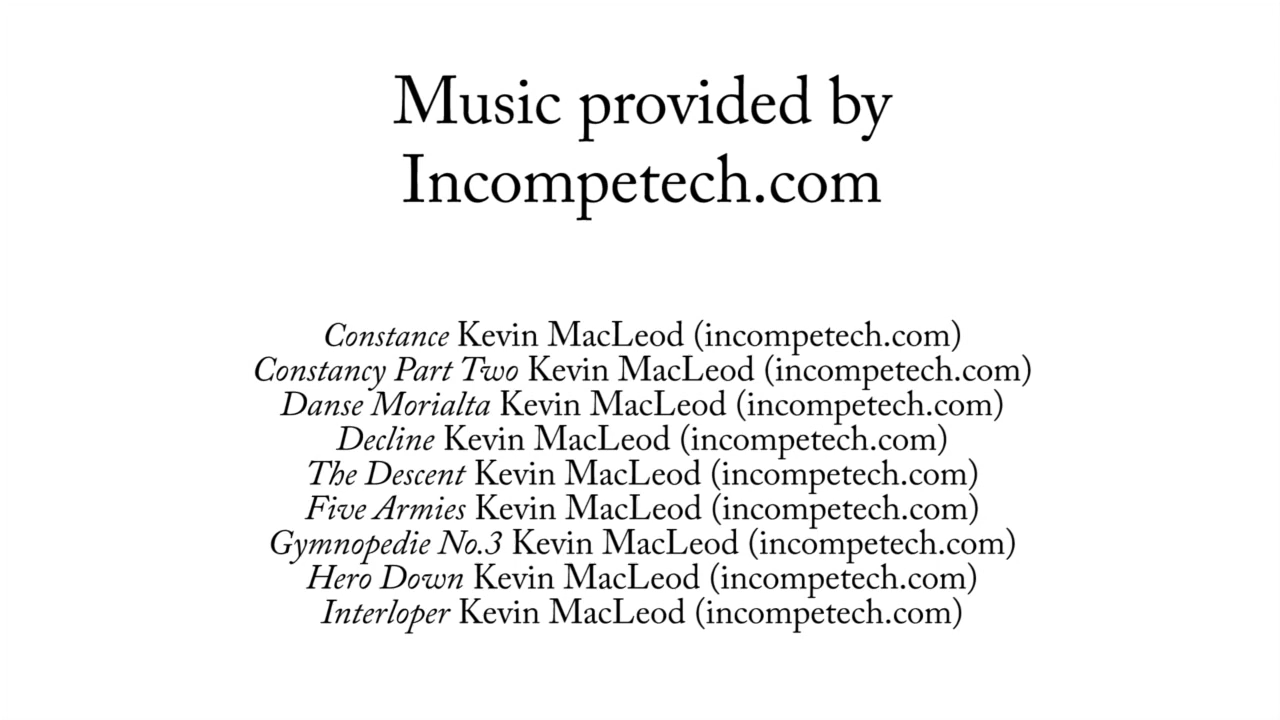 Music provided by
Incompetech.com
Constance Kevin MacLeod (incompetech.com)
Constancy Part Two Kevin MacLeod (incompetech.com)
Danse Morialta Kevin MacLeod (incompetech.com)
Decline Kevin MacLeod (incompetech.com)
The Descent Kevin MacLeod (incompetech.com)
Five Armies Kevin MacLeod (incompetech.com)
Gymnopedie No.3 Kevin MacLeod (incompetech.com)
Hero Down Kevin MacLeod (incompetech.com)
Interloper Kevin MacLeod (incompetech.com)